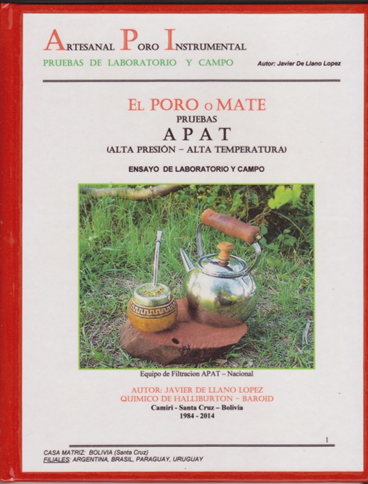 ARTESANAL PORO INSTRUMENTAL
PRUEBAS DE LABORATORIO Y CAMPO
Autor: Javier De Llano Lopez
EL PORO O MATE
PRUEBAS
A P A T
(ALTA PRESIÓN – ALTA TEMPERATURA)
ENSAYO DE LABORATORIO Y CAMPO
Equipo de Filtracion APAT – Nacional
AUTOR: JAVIER DE LLANO LOPEZ
QUIMICO DE HALLIBURTON – BAROID
Camiri - Santa Cruz – Bolivia
1984 - 2014
1
CASA MATRIZ: BOLIVIA (Santa Cruz)
FILIALES: ARGENTINA, BRASIL, PARAGUAY, URUGUAY